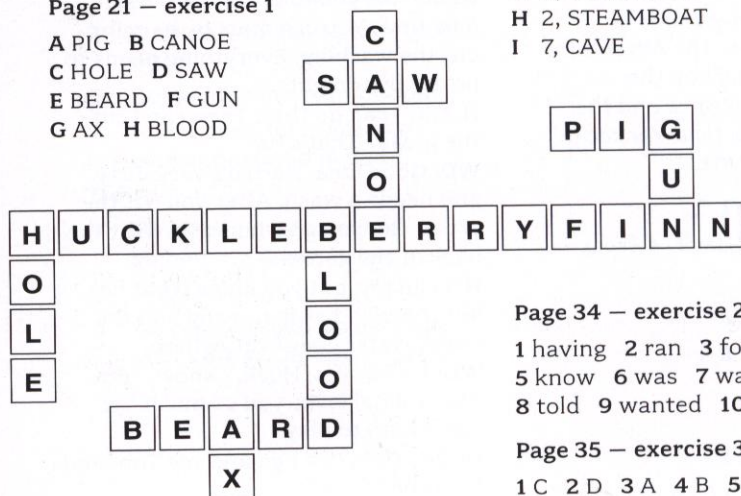 Page 21 – exercise 1
A PIG B CANOE
C HOLE D SAW
E BEARD F GUN
G AX H BLOOD
C
S A W
N
O
P I G
U
H U C K L E B E R R Y F I N N
O
L
E
L
O
O
B E A R D
X
H 2, STEAMBOAT
I 7, CAVE
Page 34 – exercise 2
1 having 2 ran 3
5 know 6 was 7
8 told 9 wanted 10
Page 35 – exercise 3
1 C 2 D 3 A 4 B 5